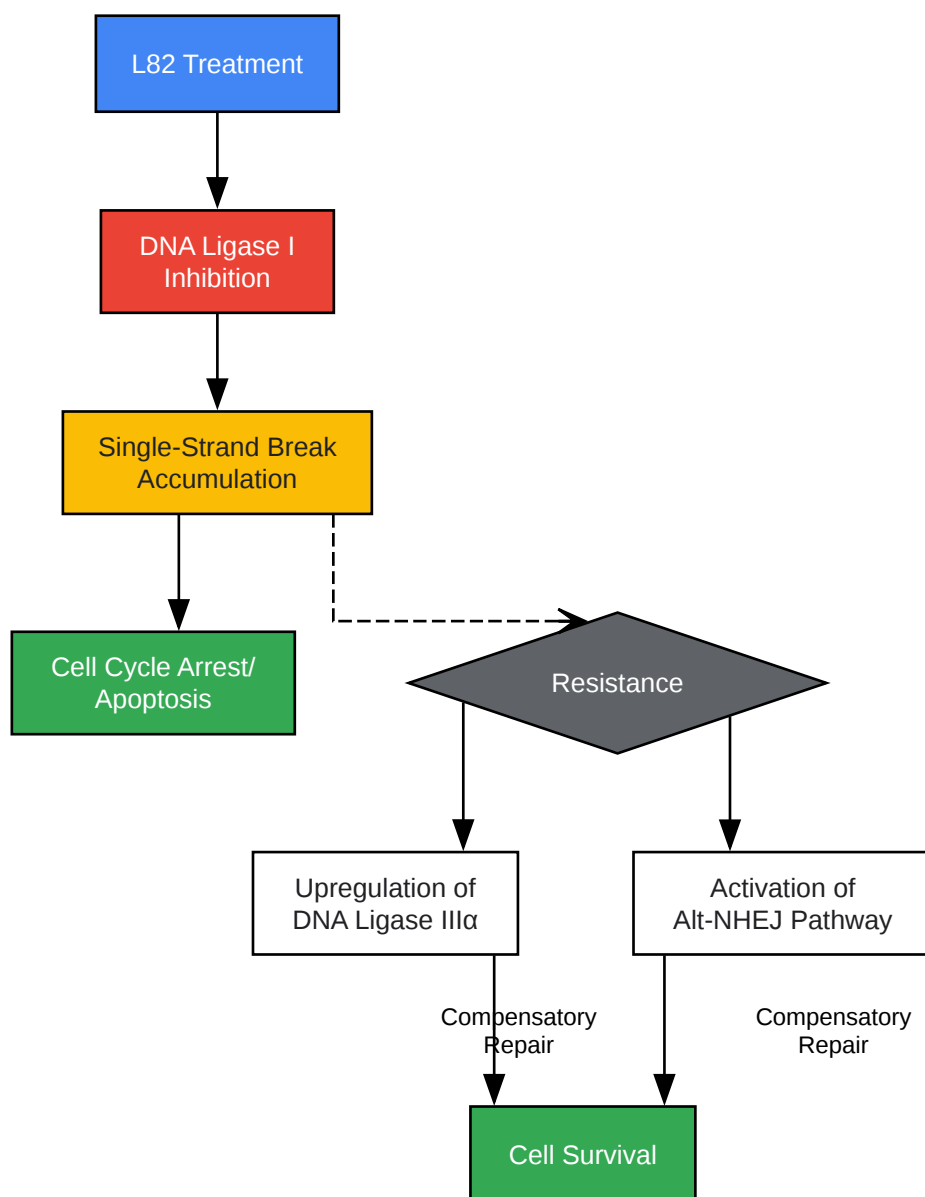 L82 Treatment
DNA Ligase I
Inhibition
Single-Strand Break
Accumulation
Cell Cycle Arrest/
Apoptosis
Resistance
Upregulation of
DNA Ligase IIIα
Activation of
Alt-NHEJ Pathway
Compensatory
Repair
Compensatory
Repair
Cell Survival